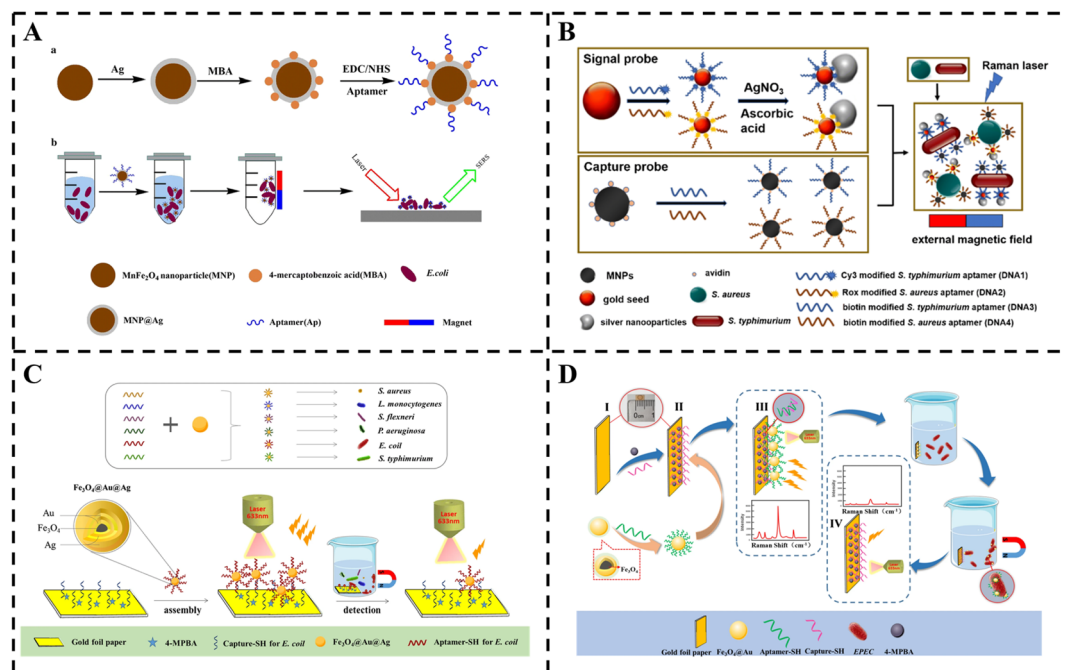 A
a
Ag
MBA
EDC/NHS
Aptamer
b
Laser
SERS
MnFe2O4 nanoparticle(MNP)
4-mercaptobenzoic acid(MBA)
E.coli
MNP@Ag
Aptamer(Ap)
Magnet
B
Signal probe
AgNO3
Ascorbic
acid
Capture probe
Raman laser
external magnetic field
MNPs
avidin
gold seed
S. aureus
silver nanoparticles
S. typhimurium
Cy3 modified S. typhimurium aptamer (DNA1)
Rox modified S. aureus aptamer (DNA2)
biotin modified S. typhimurium aptamer (DNA3)
biotin modified S. aureus aptamer (DNA4)
C
S. aureus
L. monocytogenes
S. flexneri
P. aeruginosa
E. coil
S. typhimurium
Fe3O4@Au@Ag
Au
Fe3O4
Ag
Laser
633nm
Laser
633nm
assembly
detection
Gold foil paper
4-MPBA
Capture-SH for E. coil
Fe3O4@Au@Ag
Aptamer-SH for E. coil
D
I
II
III
0cm 1
Fe3O4
Intensity
Raman Shift (cm-1)
Intensity
Raman Shift (cm-1)
IV
Gold foil paper
Fe2O4@Au
Aptamer-SH
Capture-SH
EPEC
4-MPBA